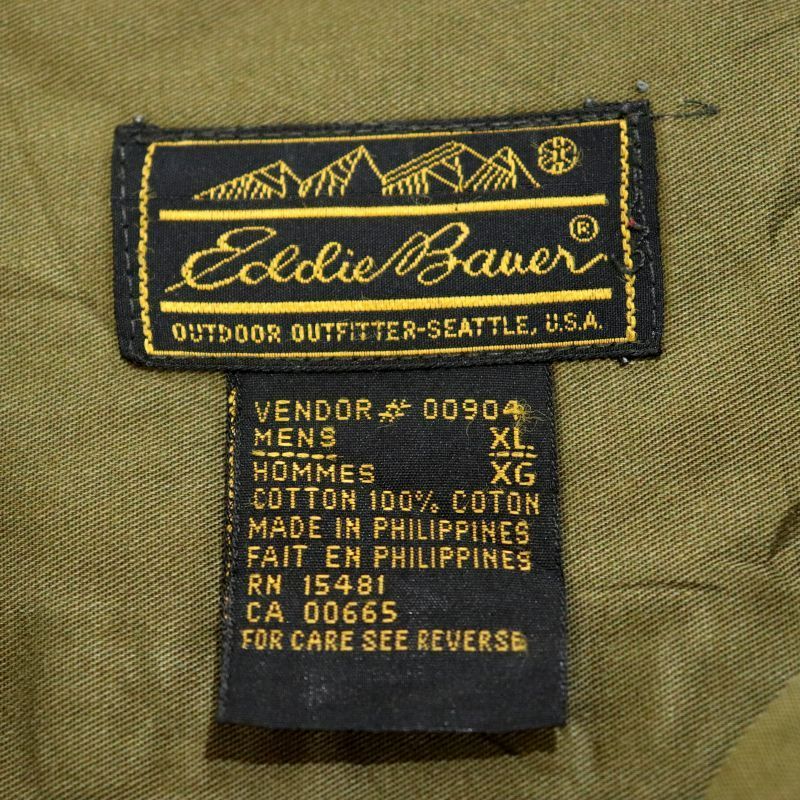 Eddie Bauer®
OUTDOOR OUTFITTER-SEATTLE, U.S.A.
VENDOR # 00904
MENS XL
HOMMES XG
COTTON 100% COTON
MADE IN PHILIPPINES
FAIT EN PHILIPPINES
RN 15481
CA 00665
FOR CARE SEE REVERSE